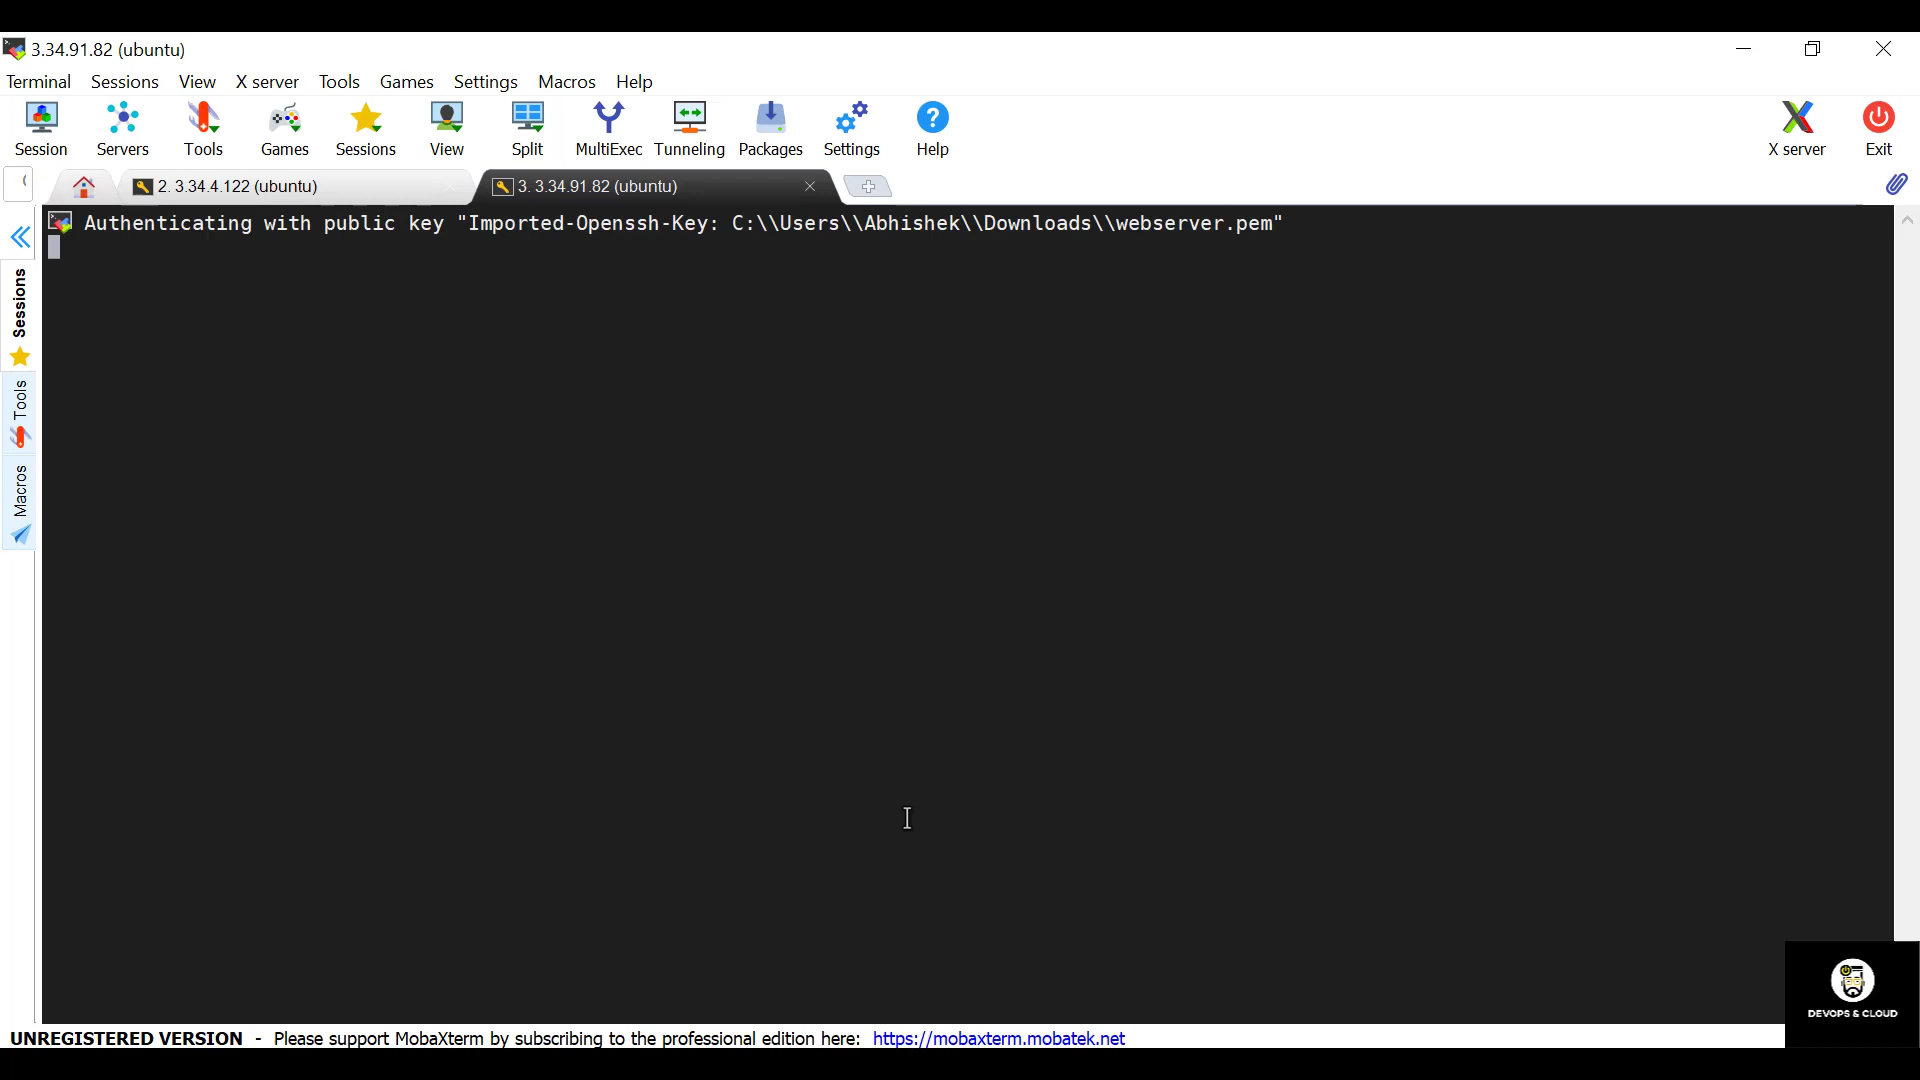 3.34.91.82 (ubuntu)
Terminal Sessions View X server Tools Games Settings Macros Help
Session Servers Tools Games Sessions View Split MultiExec Tunneling Packages Settings Help X server Exit
2. 3.34.4.122 (ubuntu) 3. 3.34.91.82 (ubuntu)
Authenticating with public key "Imported-Openssh-Key: C:\\Users\\Abhishek\\Downloads\\webserver.pem"
Sessions
Tools
Macros
DEVOPS & CLOUD
UNREGISTERED VERSION - Please support MobaXterm by subscribing to the professional edition here: https://mobaxterm.mobatek.net